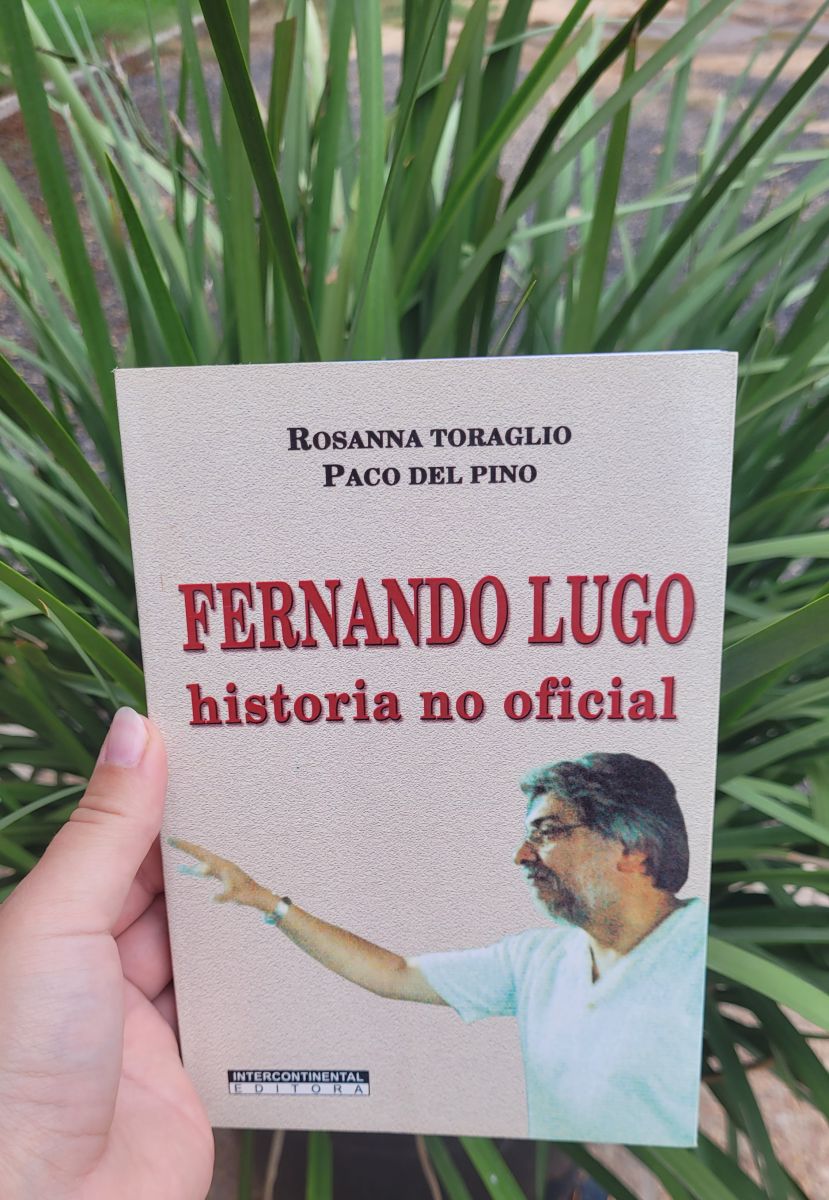 ROSANNA TORAGLIO
PACO DEL PINO
FERNANDO LUGO
historia no oficial
INTERCONTINENTAL
EDITORA